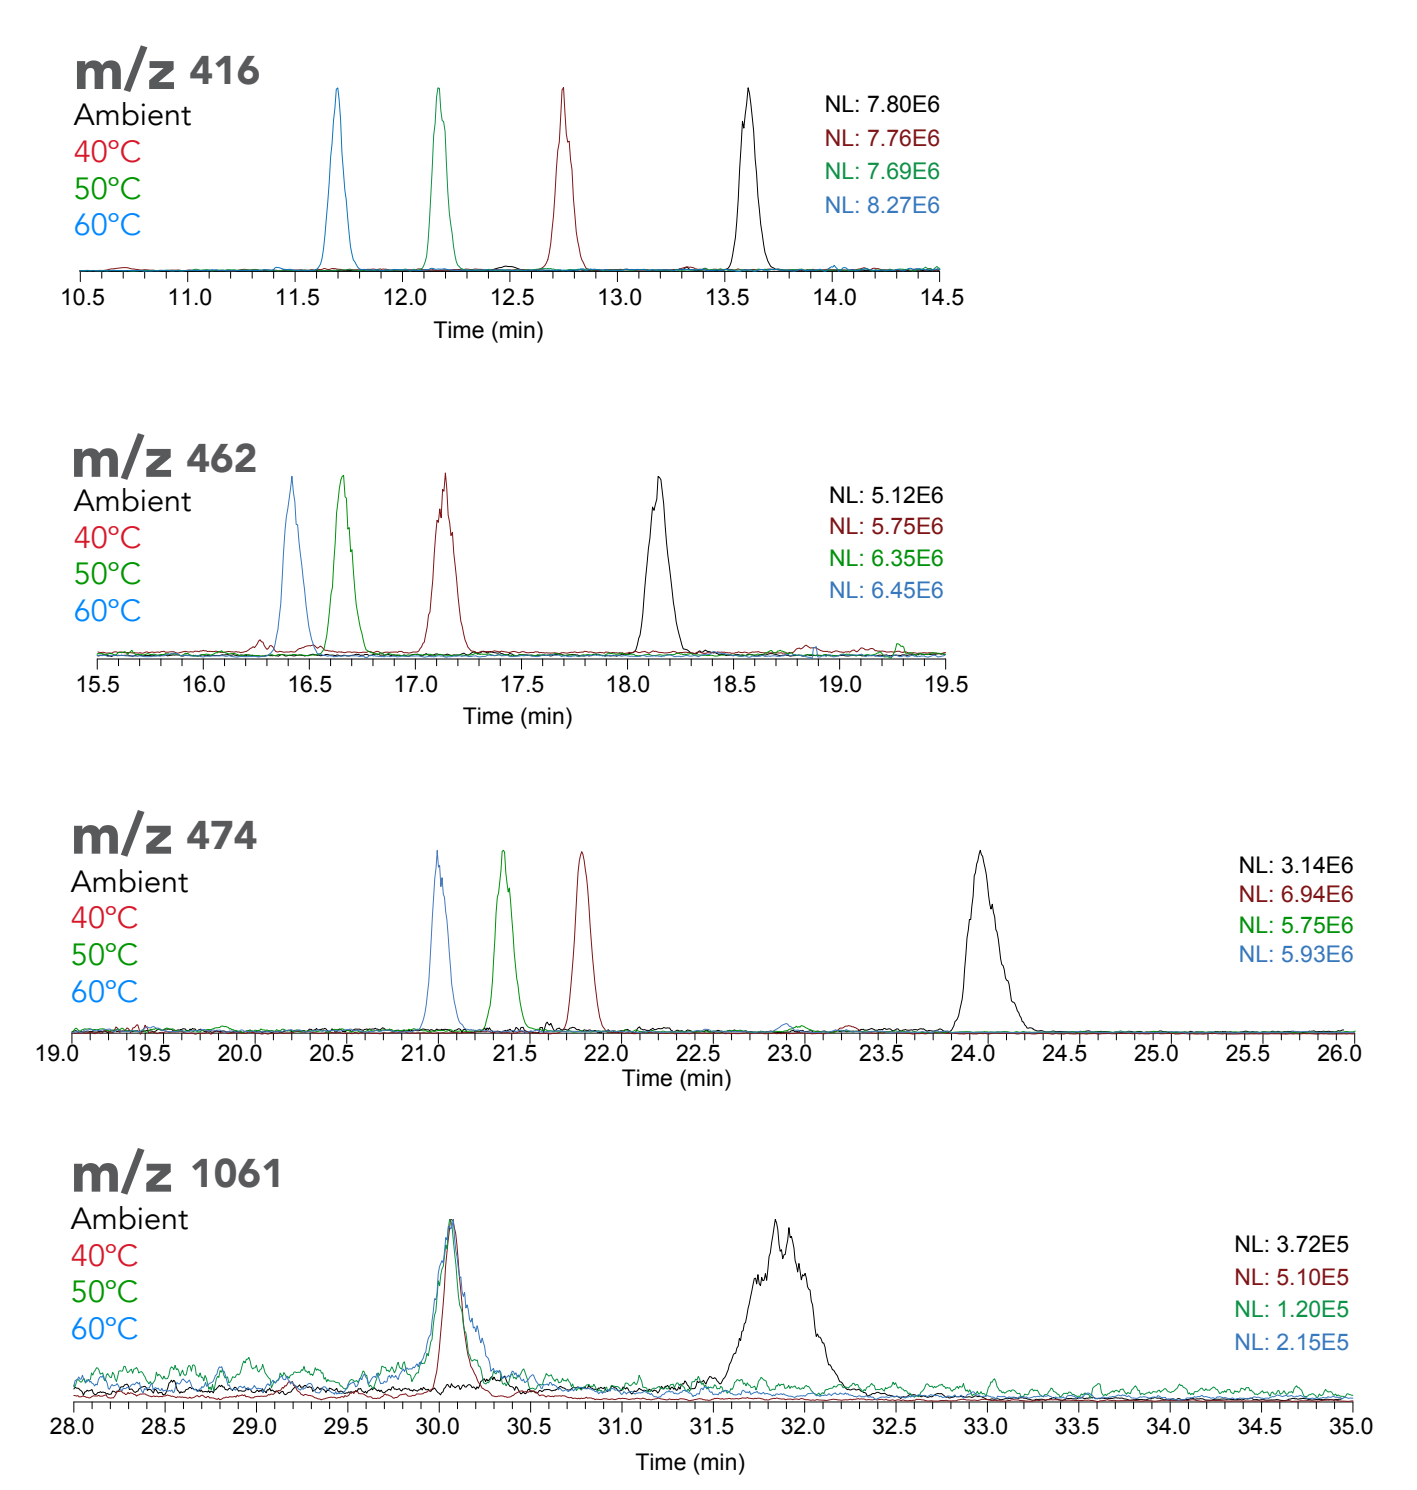 m/z 416
Ambient
40°C
50°C
60°C
NL: 7.80E6
NL: 7.76E6
NL: 7.69E6
NL: 8.27E6
10.5 11.0 11.5 12.0 12.5 13.0 13.5 14.0 14.5
Time (min)
m/z 462
Ambient
40°C
50°C
60°C
NL: 5.12E6
NL: 5.75E6
NL: 6.35E6
NL: 6.45E6
15.5 16.0 16.5 17.0 17.5 18.0 18.5 19.0 19.5
Time (min)
m/z 474
Ambient
40°C
50°C
60°C
NL: 3.14E6
NL: 6.94E6
NL: 5.75E6
NL: 5.93E6
19.0 19.5 20.0 20.5 21.0 21.5 22.0 22.5 23.0 23.5 24.0 24.5 25.0 25.5 26.0
Time (min)
m/z 1061
Ambient
40°C
50°C
60°C
NL: 3.72E5
NL: 5.10E5
NL: 1.20E5
NL: 2.15E5
28.0 28.5 29.0 29.5 30.0 30.5 31.0 31.5 32.0 32.5 33.0 33.5 34.0 34.5 35.0
Time (min)